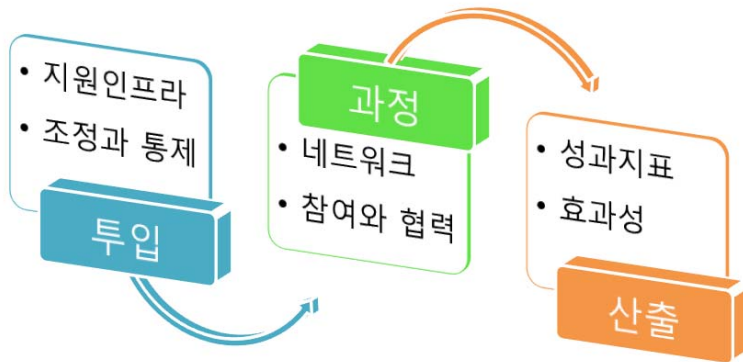 • 지원인프라
• 조정과 통제
투입
과정
• 네트워크
• 참여와 협력
• 성과지표
• 효과성
산출